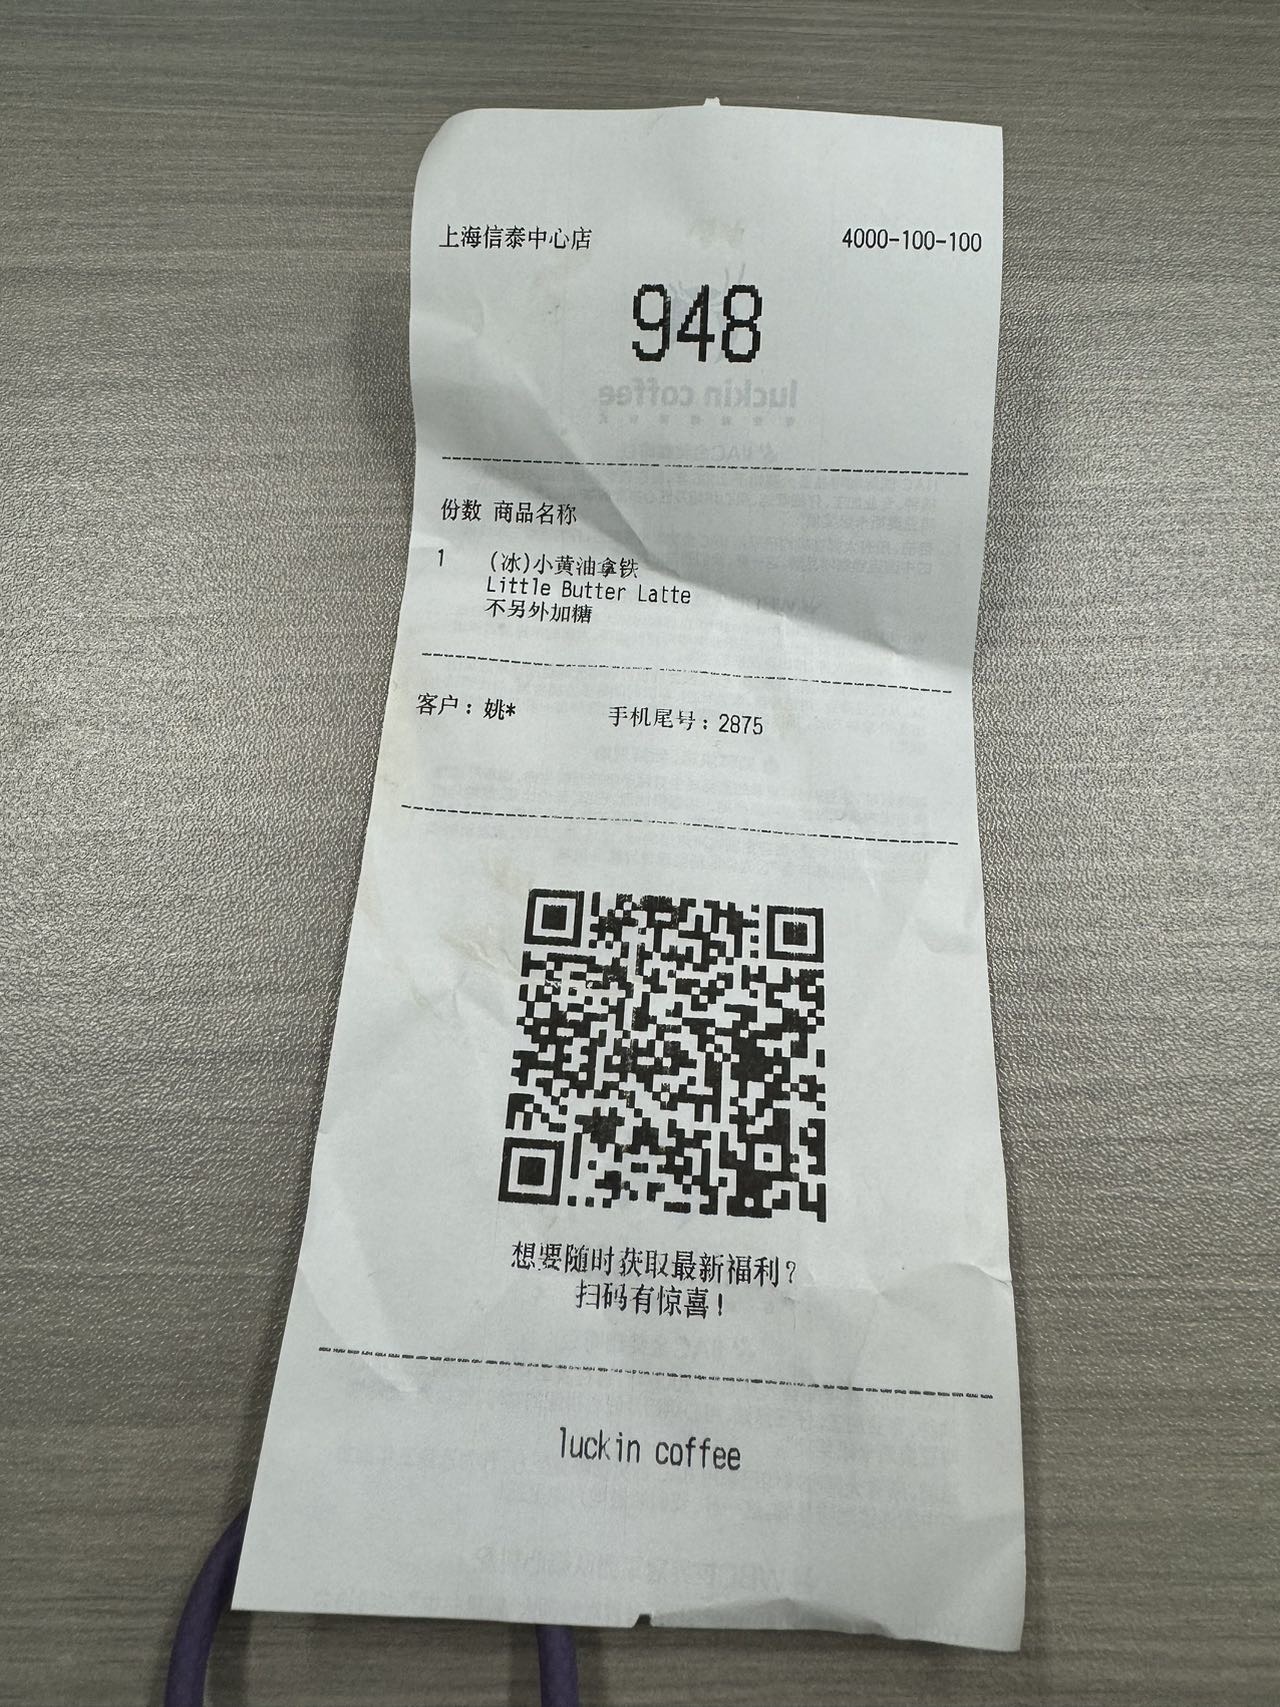 上海信泰中心店 4000-100-100
948
份数 商品名称
1 (冰)小黄油拿铁
Little Butter Latte
不另外加糖
客户：姚* 手机尾号：2875
想要随时获取最新福利？
扫码有惊喜！
luckin coffee